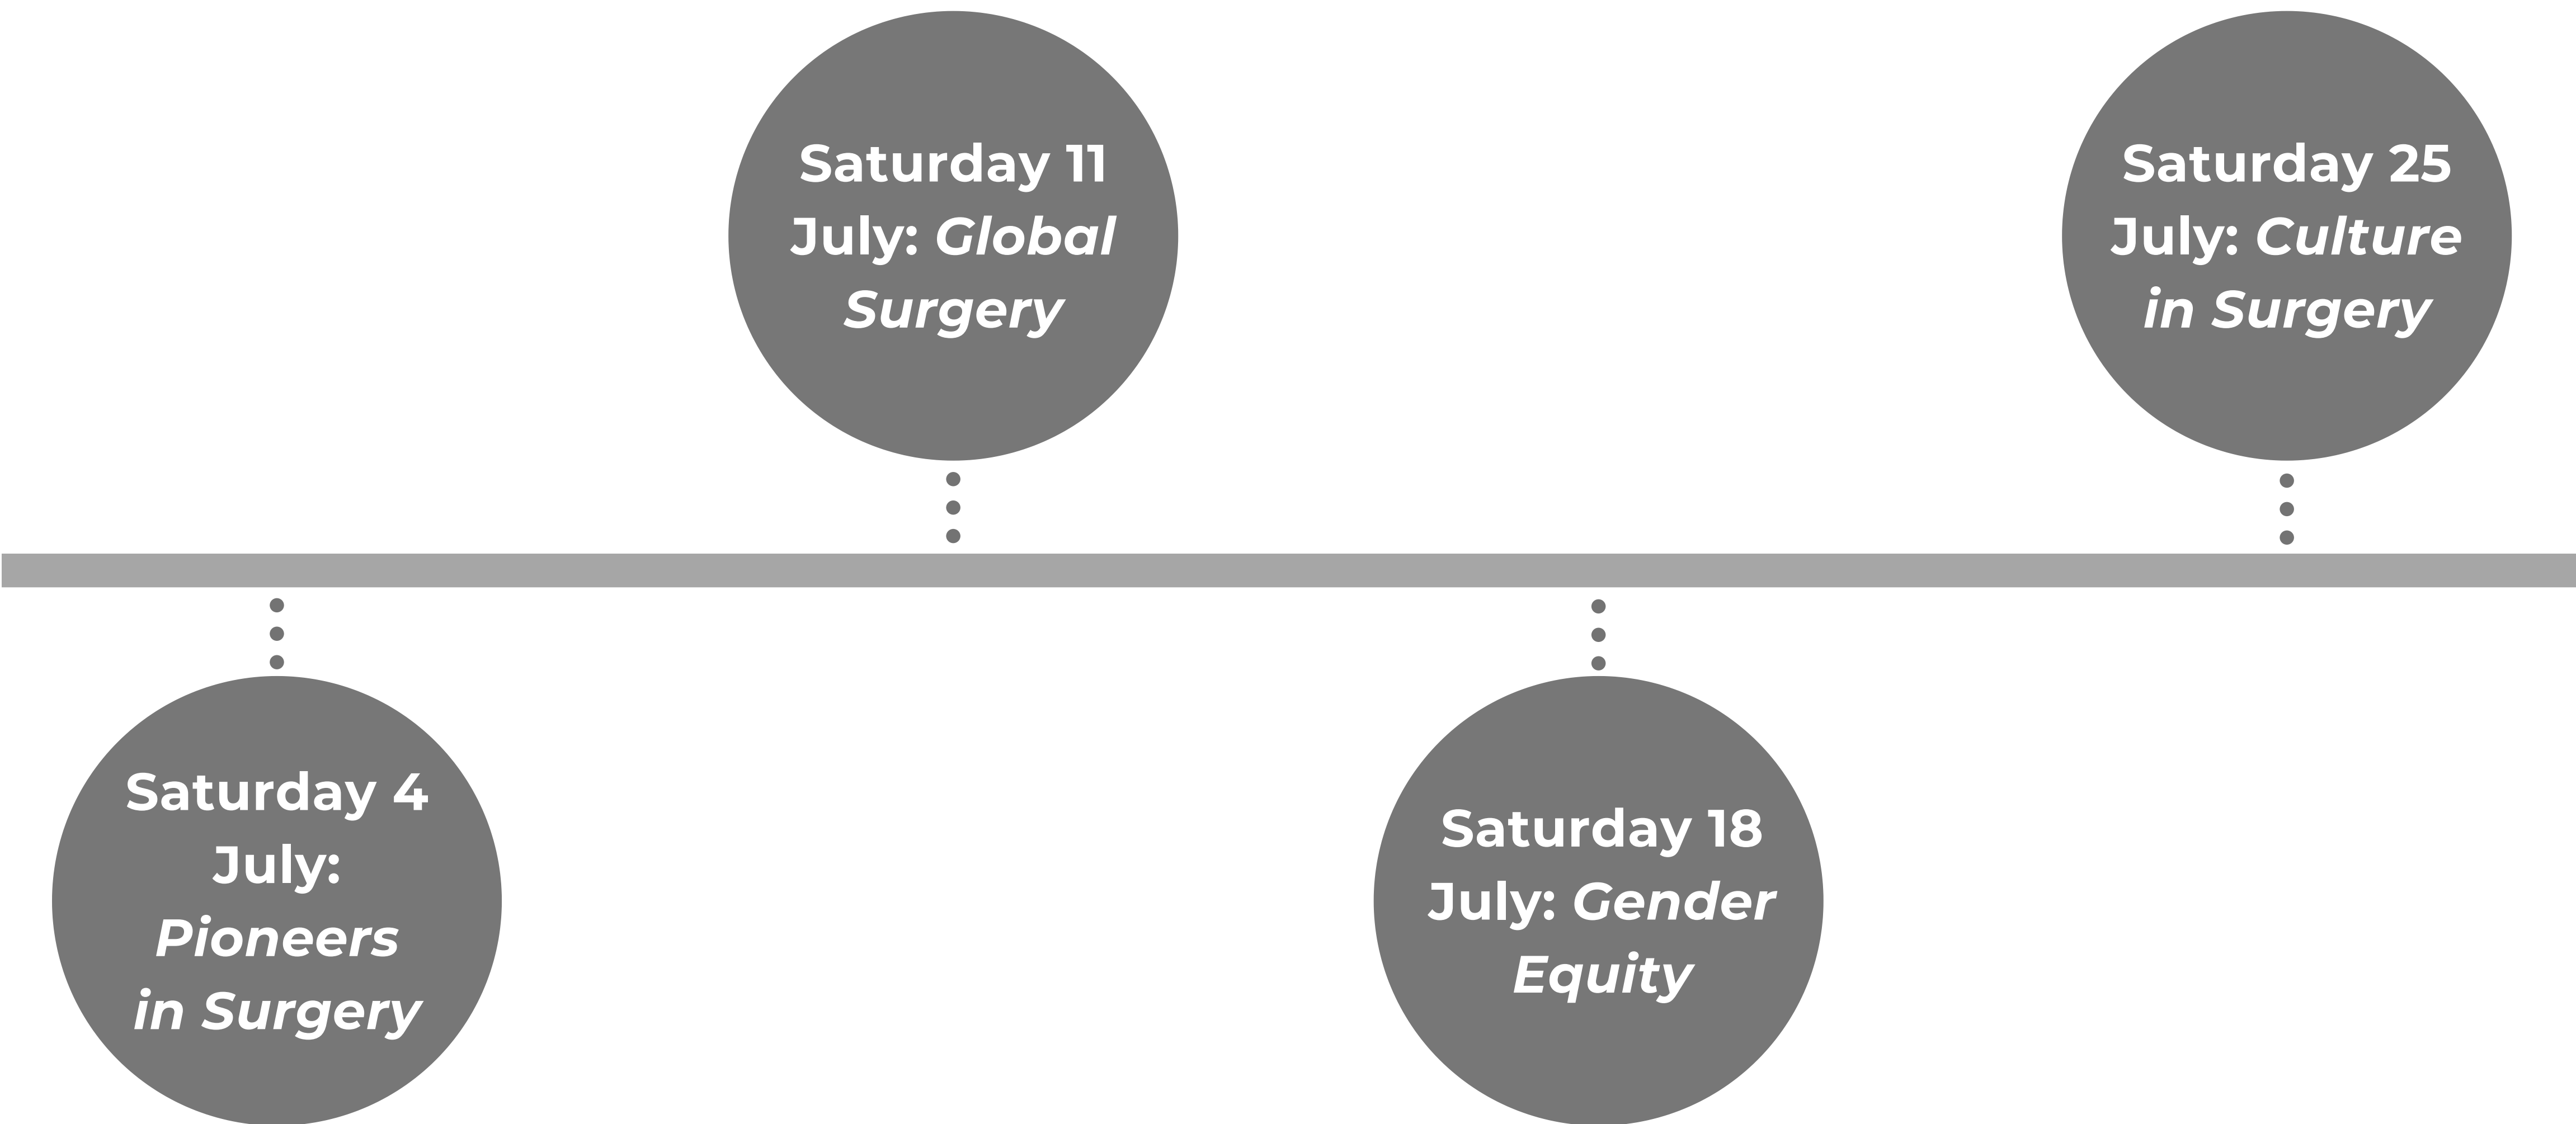 Saturday 4
July:
Pioneers
in Surgery
Saturday 11
July: Global
Surgery
Saturday 18
July: Gender
Equity
Saturday 25
July: Culture
in Surgery